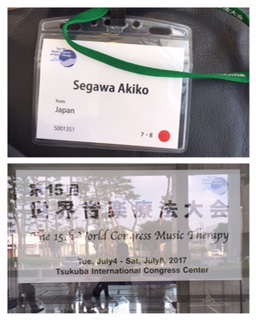 Segawa Akiko
from
Japan
S001351
7 - 8
第15回
世界音楽療法大会
The 15th World Congress Music Therapy
Tue, July4 - Sat, July8, 2017
Tsukuba International Congress Center